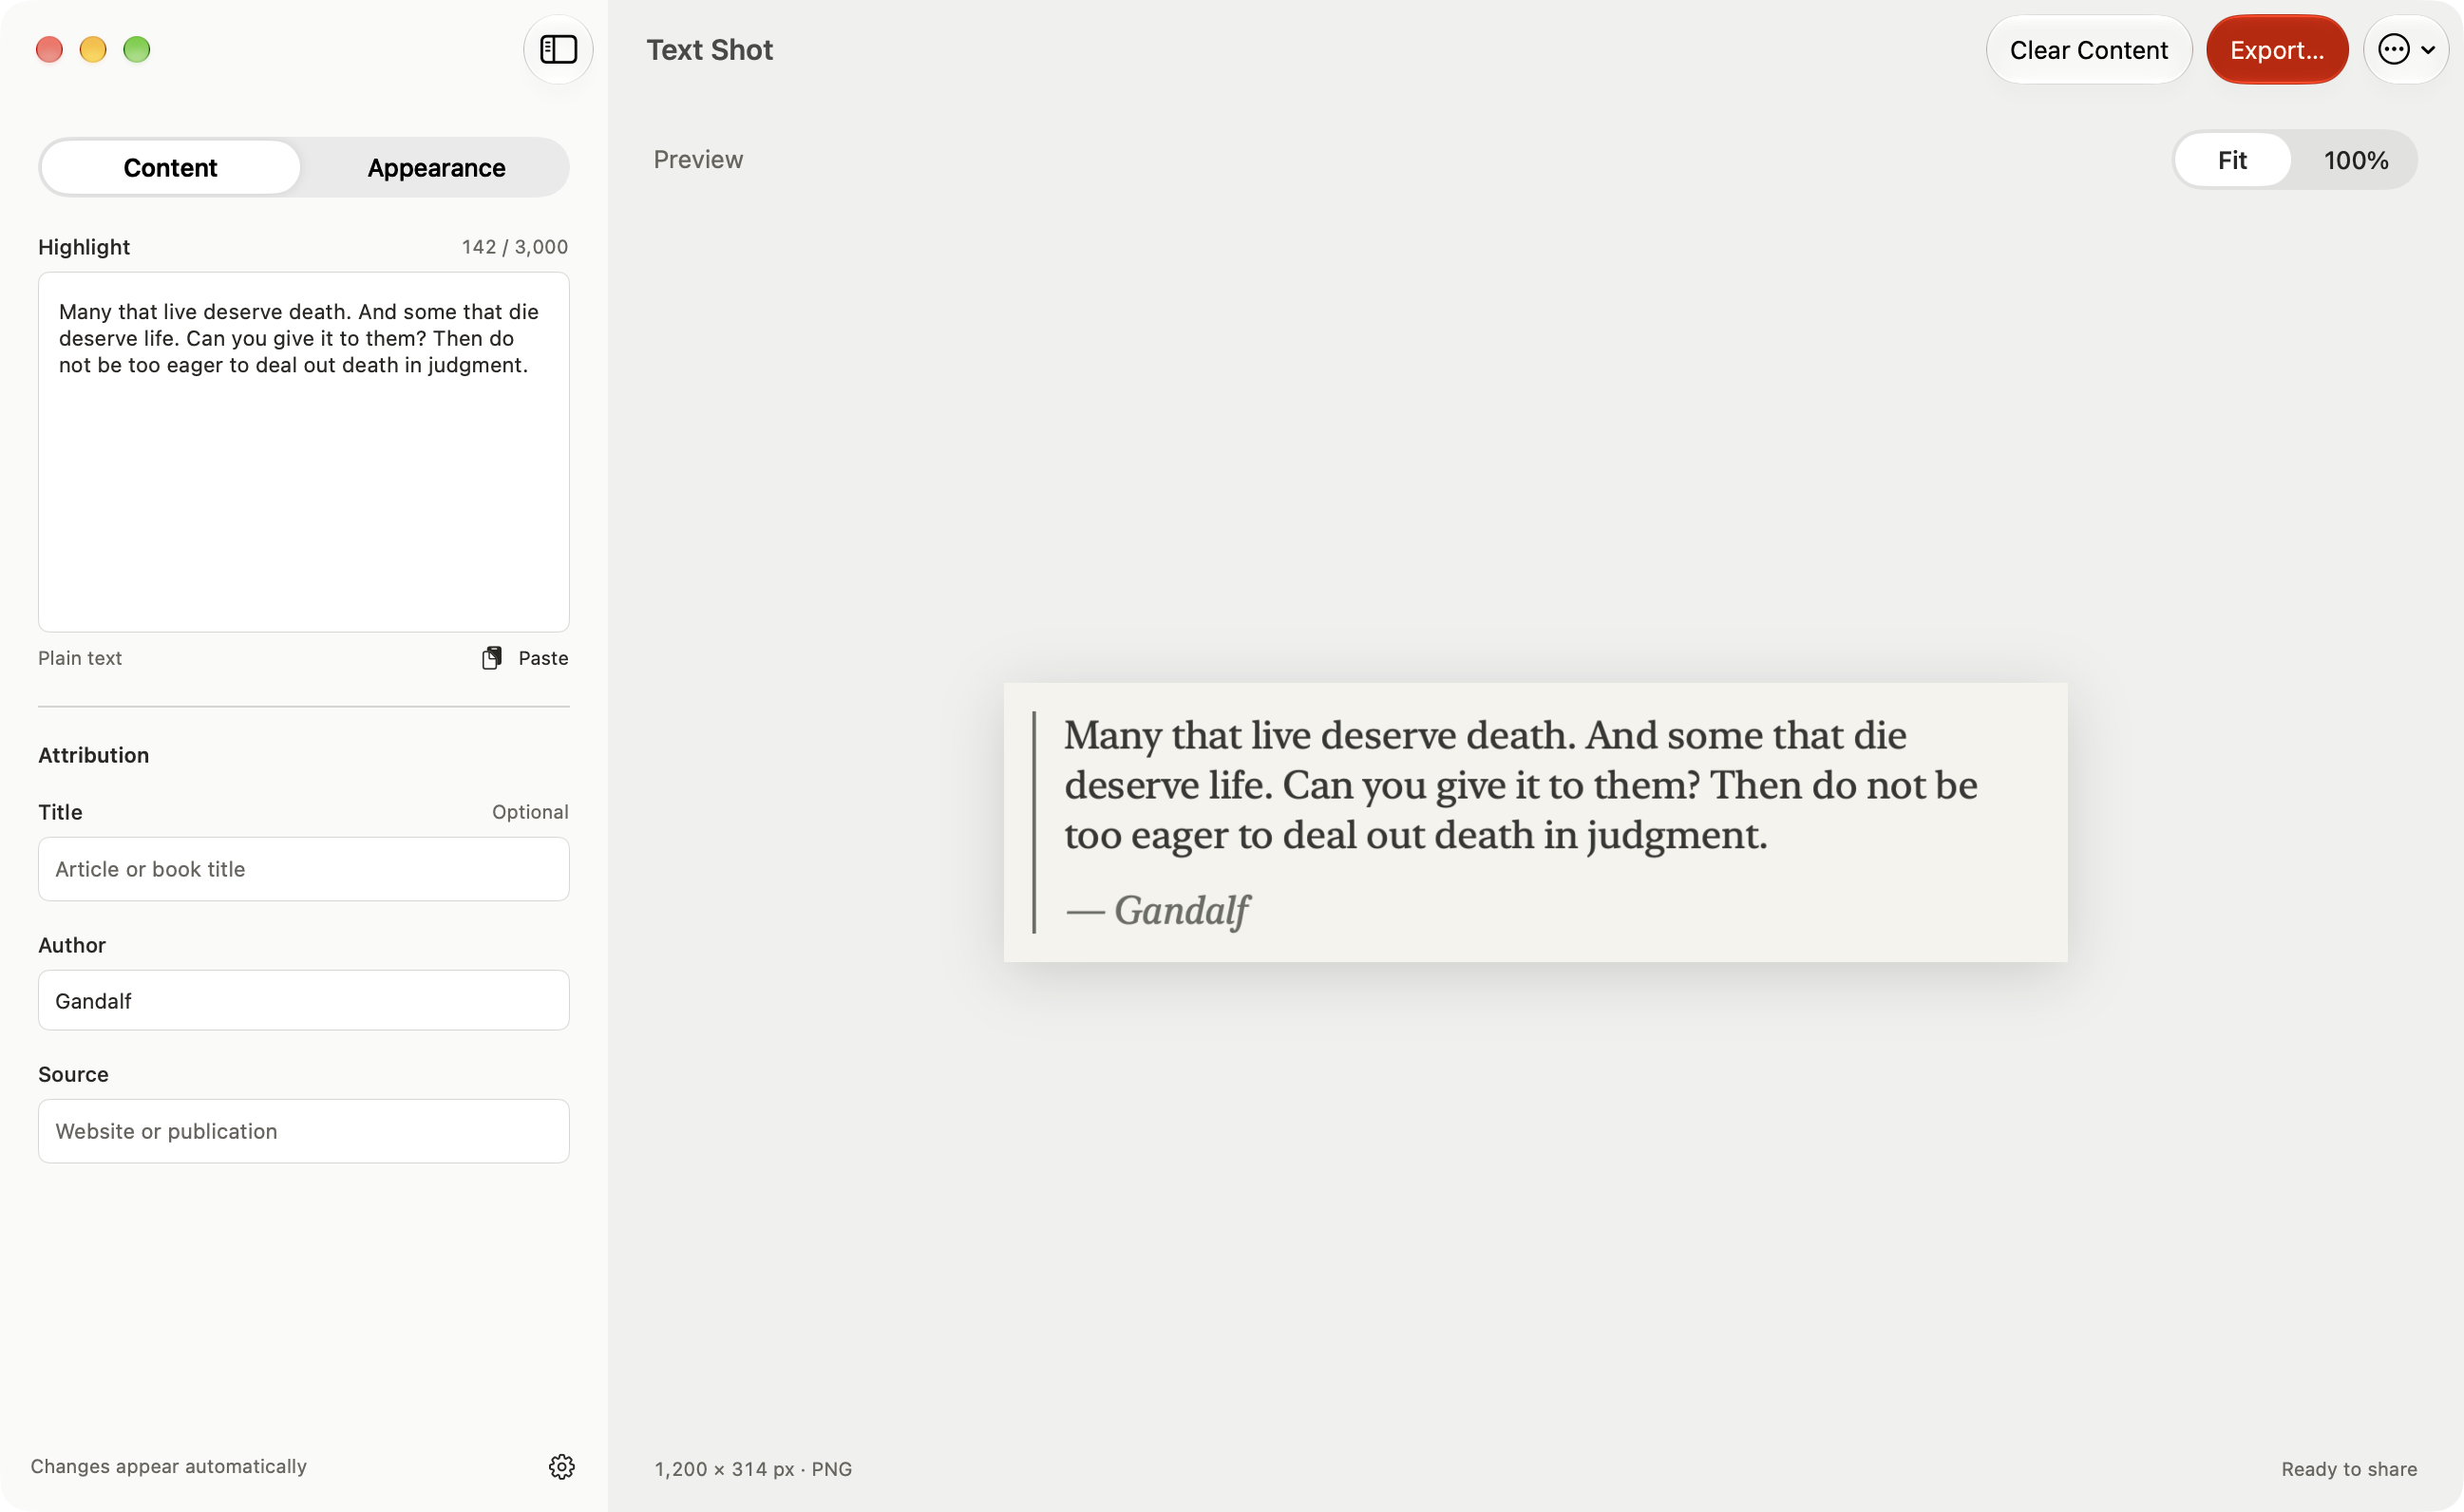 Text Shot
Clear Content
Export...
Content
Appearance
Preview
Fit
100%
Highlight
142 / 3,000
Many that live deserve death. And some that die
deserve life. Can you give it to them? Then do
not be too eager to deal out death in judgment.
Plain text
Paste
Attribution
Title
Optional
Article or book title
Author
Gandalf
Source
Website or publication
Changes appear automatically
Many that live deserve death. And some that die
deserve life. Can you give it to them? Then do not be
too eager to deal out death in judgment.
— Gandalf
1,200 × 314 px · PNG
Ready to share